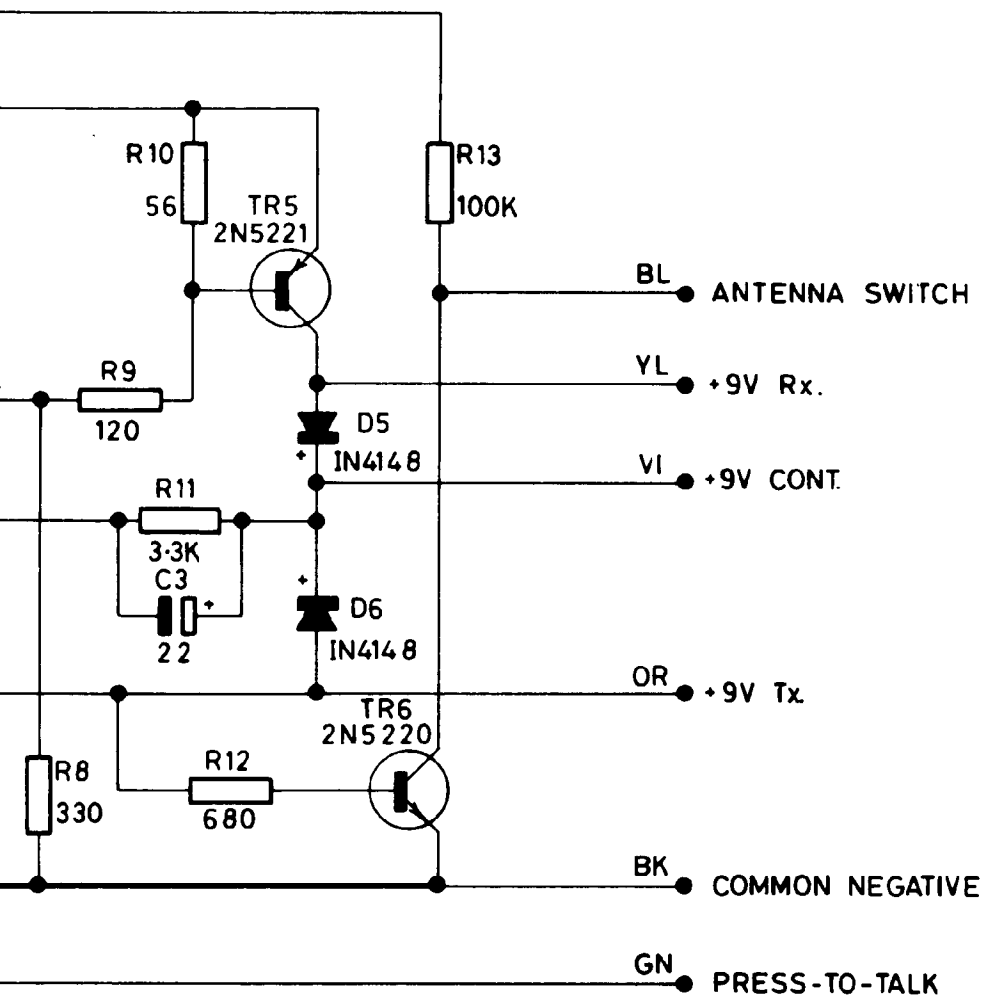 R10
56
TR5
2N5221
R13
100K
BL
ANTENNA SWITCH
YL
+9V Rx.
R9
120
D5
+
IN4148
VI
+9V CONT.
R11
3·3K
C3
+
22
+
D6
IN4148
OR
+9V Tx.
TR6
2N5220
R12
680
R8
330
BK
COMMON NEGATIVE
GN
PRESS-TO-TALK